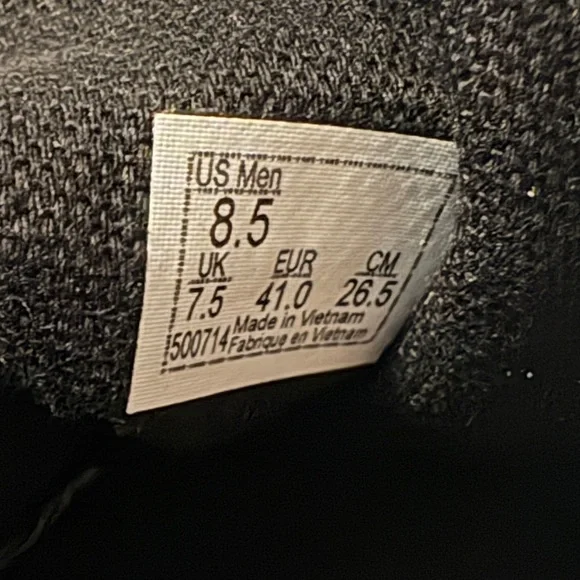 US Men
8.5
UK EUR CM
7.5 41.0 26.5
500714 Made in Vietnam
Fabrique en Vietnam